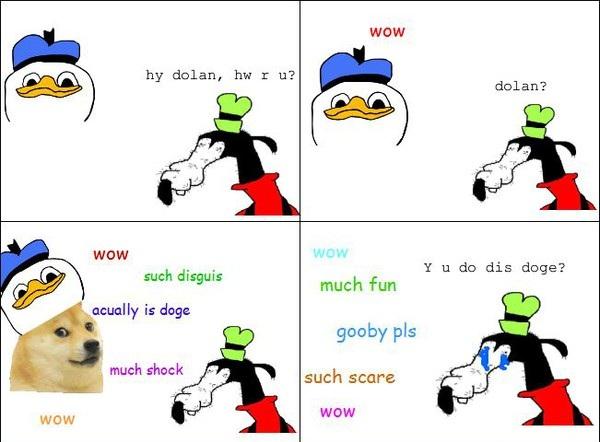 hy dolan, hw r u?
wow
dolan?
wow
such disguis
acually is doge
much shock
wow
wow
Y u do dis doge?
much fun
gooby pls
such scare
wow